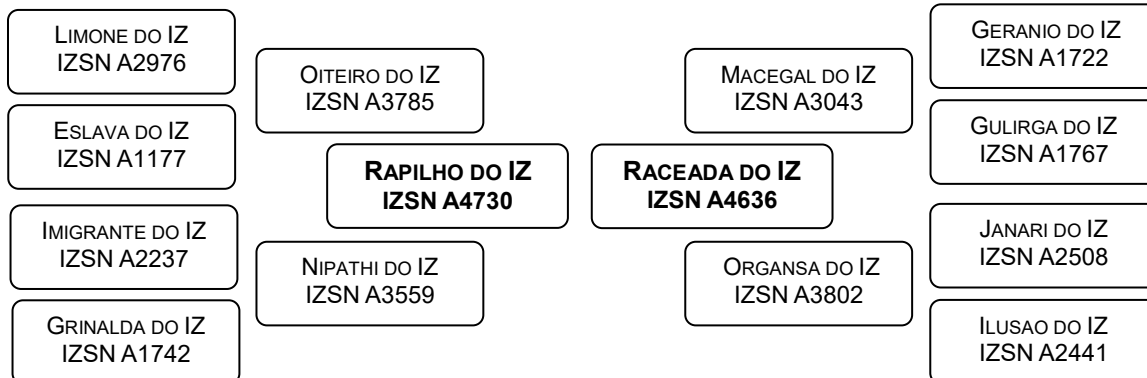 LIMONE DO IZ
IZSN A2976
ESLAVA DO IZ
IZSN A1177
IMIGRANTE DO IZ
IZSN A2237
GRINALDA DO IZ
IZSN A1742
OITEIRO DO IZ
IZSN A3785
NIPATHI DO IZ
IZSN A3559
RAPILHO DO IZ
IZSN A4730
RACEADA DO IZ
IZSN A4636
MACEGAL DO IZ
IZSN A3043
ORGANSA DO IZ
IZSN A3802
GERANIO DO IZ
IZSN A1722
GULIRGA DO IZ
IZSN A1767
JANARI DO IZ
IZSN A2508
ILUSAO DO IZ
IZSN A2441